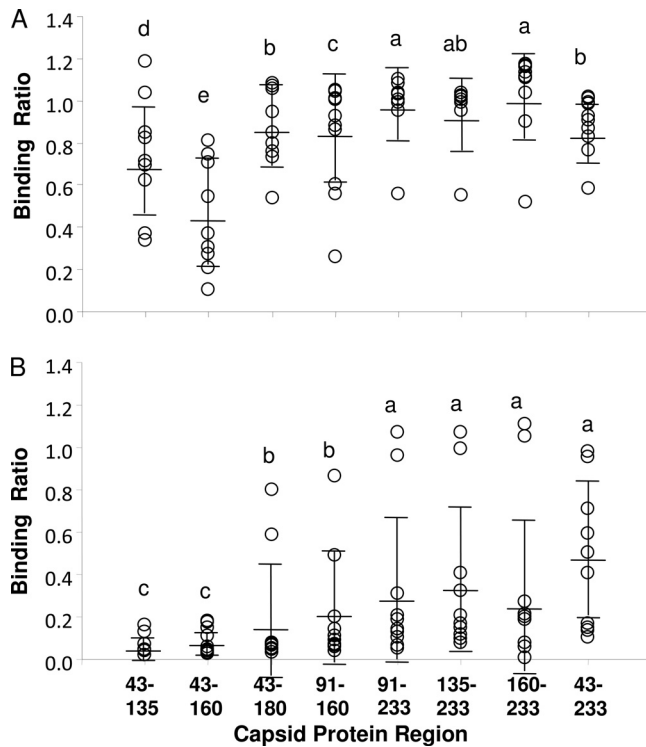 A
1.4
1.2
1.0
0.8
0.6
0.4
0.2
0.0
Binding Ratio
d
e
b
c
a
ab
a
b
B
1.4
1.2
1.0
0.8
0.6
0.4
0.2
0.0
Binding Ratio
c
c
b
b
a
a
a
a
43-
135
43-
160
43-
180
91-
160
91-
233
135-
233
160-
233
43-
233
Capsid Protein Region